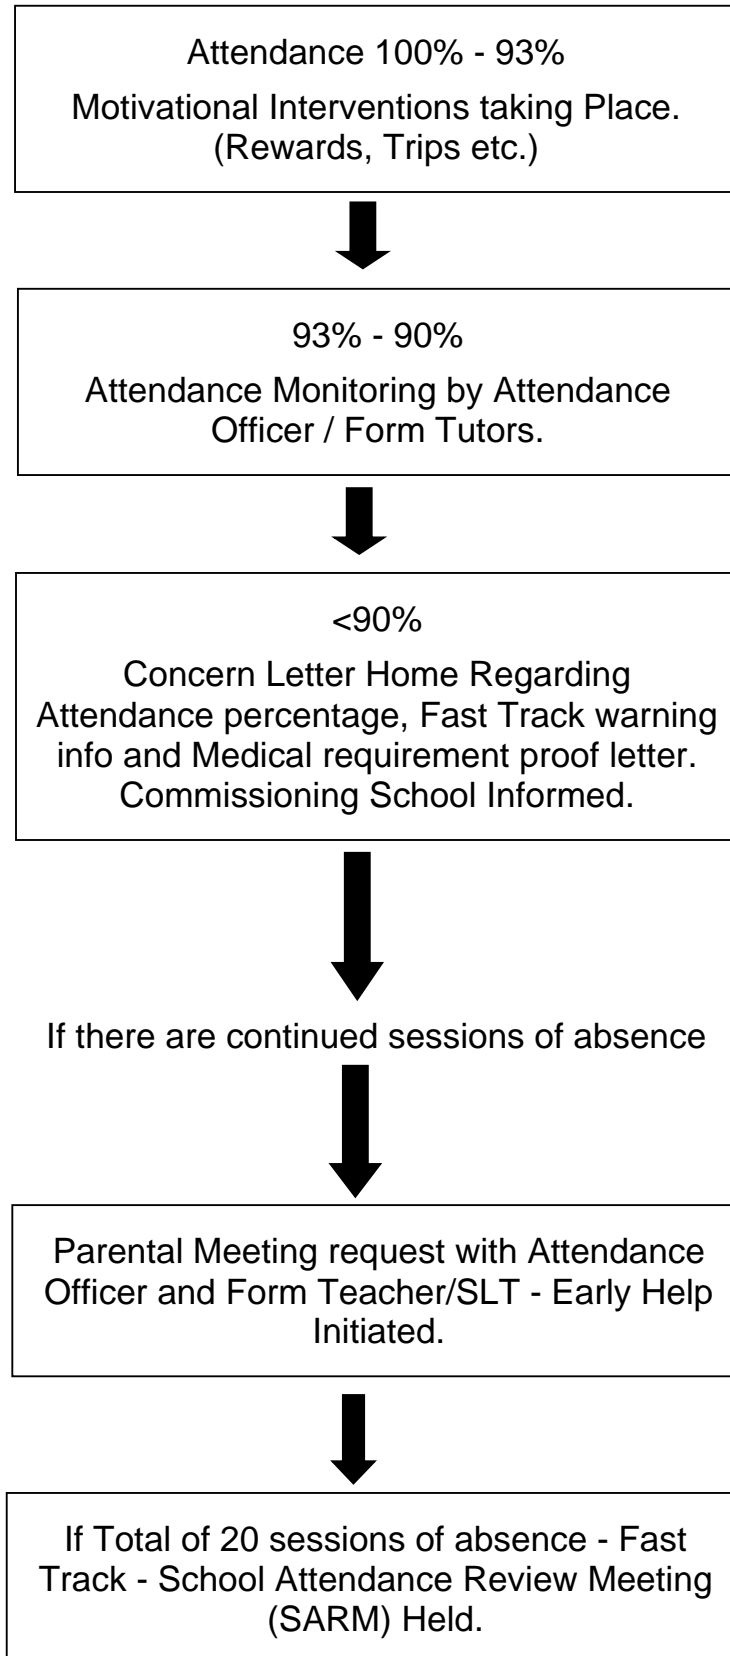 Attendance 100% - 93%
Motivational Interventions taking Place.
(Rewards, Trips etc.)
93% - 90%
Attendance Monitoring by Attendance
Officer / Form Tutors.
<90%
Concern Letter Home Regarding
Attendance percentage, Fast Track warning
info and Medical requirement proof letter.
Commissioning School Informed.
If there are continued sessions of absence
Parental Meeting request with Attendance
Officer and Form Teacher/SLT - Early Help
Initiated.
If Total of 20 sessions of absence - Fast
Track - School Attendance Review Meeting
(SARM) Held.